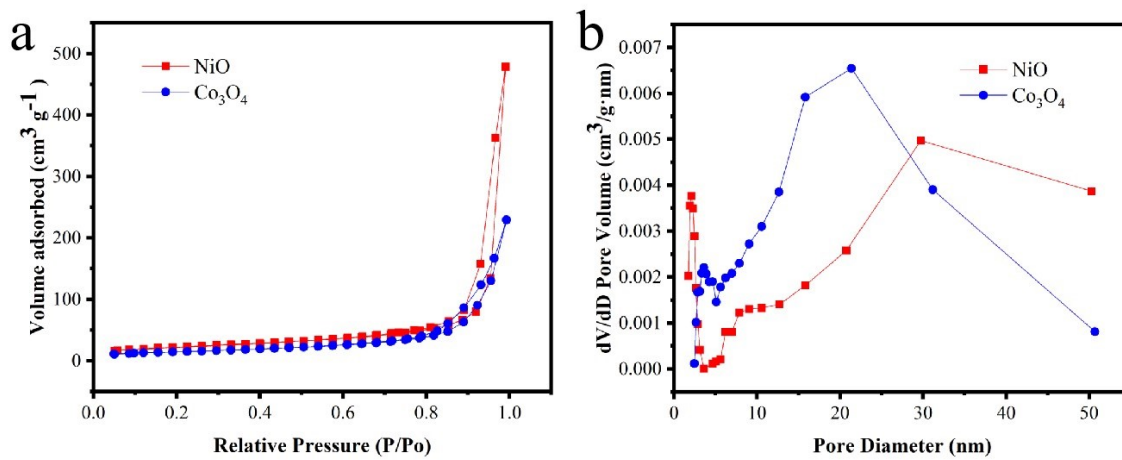 a
500
400
300
200
100
0
Volume adsorbed (cm³ g⁻¹)
NiO
Co₃O₄
0.0 0.2 0.4 0.6 0.8 1.0
Relative Pressure (P/Po)
b
0.007
0.006
0.005
0.004
0.003
0.002
0.001
0.000
dV/dD Pore Volume (cm³/g·nm)
NiO
Co₃O₄
0 10 20 30 40 50
Pore Diameter (nm)